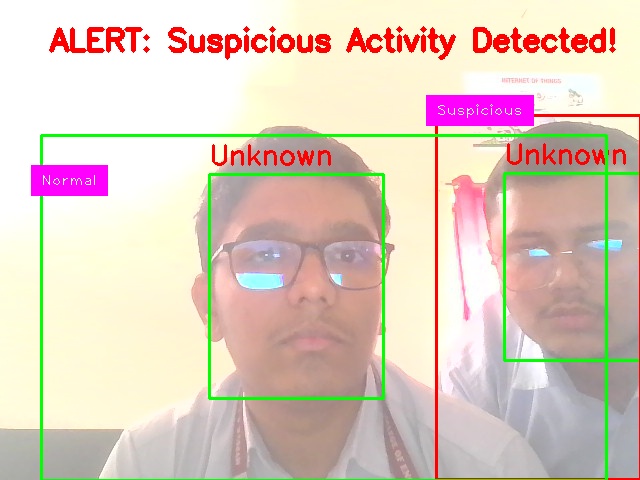 ALERT: Suspicious Activity Detected!
INTERNET OF THINGS
Suspicious
Unknown
Unknown
Normal